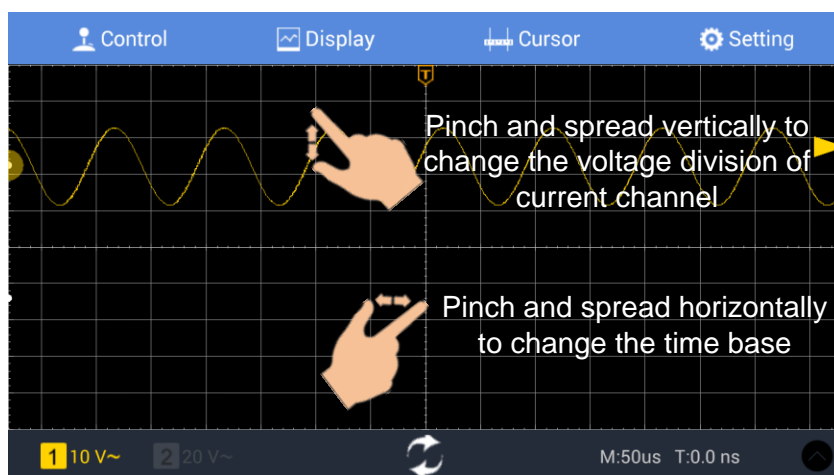 Control Display Cursor Setting
T
Pinch and spread vertically to
change the voltage division of
current channel
Pinch and spread horizontally
to change the time base
1 10 V~ 2 20 V~ M:50us T:0.0 ns